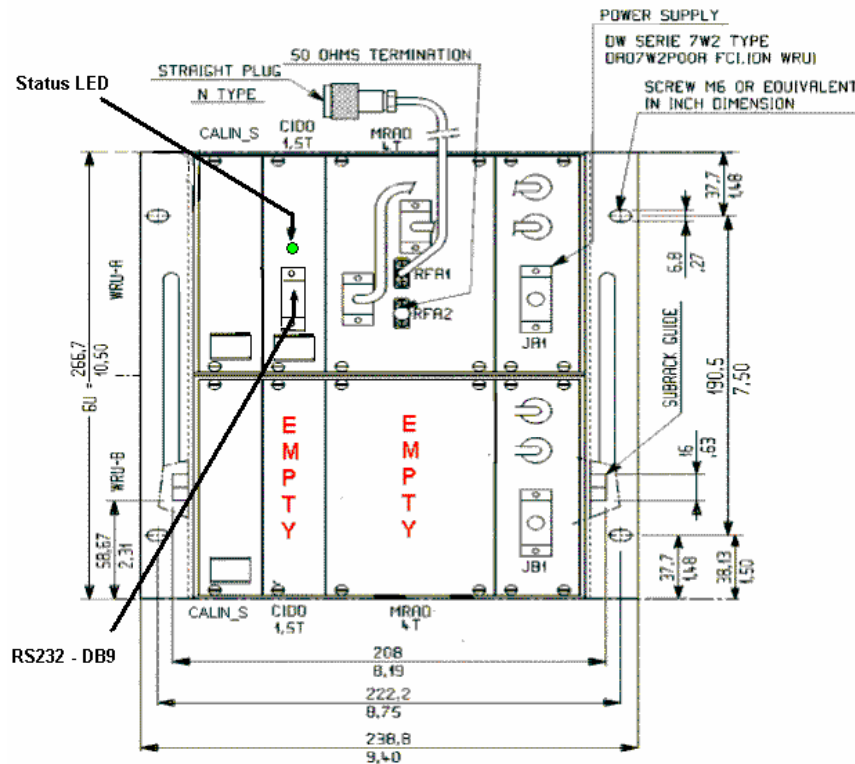 POWER SUPPLY
DW SERIE 7W2 TYPE
DAD7W2P00A FCI.(ON WRU)
SCREW M6 OR EQUIVALENT
IN INCH DIMENSION
50 OHMS TERMINATION
STRAIGHT PLUG
N TYPE
Status LED
CALIN_S
CIDO
1,5T
MRAD
4T
37,7
1,48
6,8
,27
WRU-A
RFA1
RFA2
JA1
266,7
6U = 10,50
190,5
7,50
SUBRACK GUIDE
EMPTY
EMPTY
WRU-B
16
,63
58,67
2,31
JB1
37,7
1,48
38,13
1,50
CALIN_S
CIDO
1,5T
MRAD
4T
RS232 - DB9
208
8,19
222,2
8,75
238,8
9,40